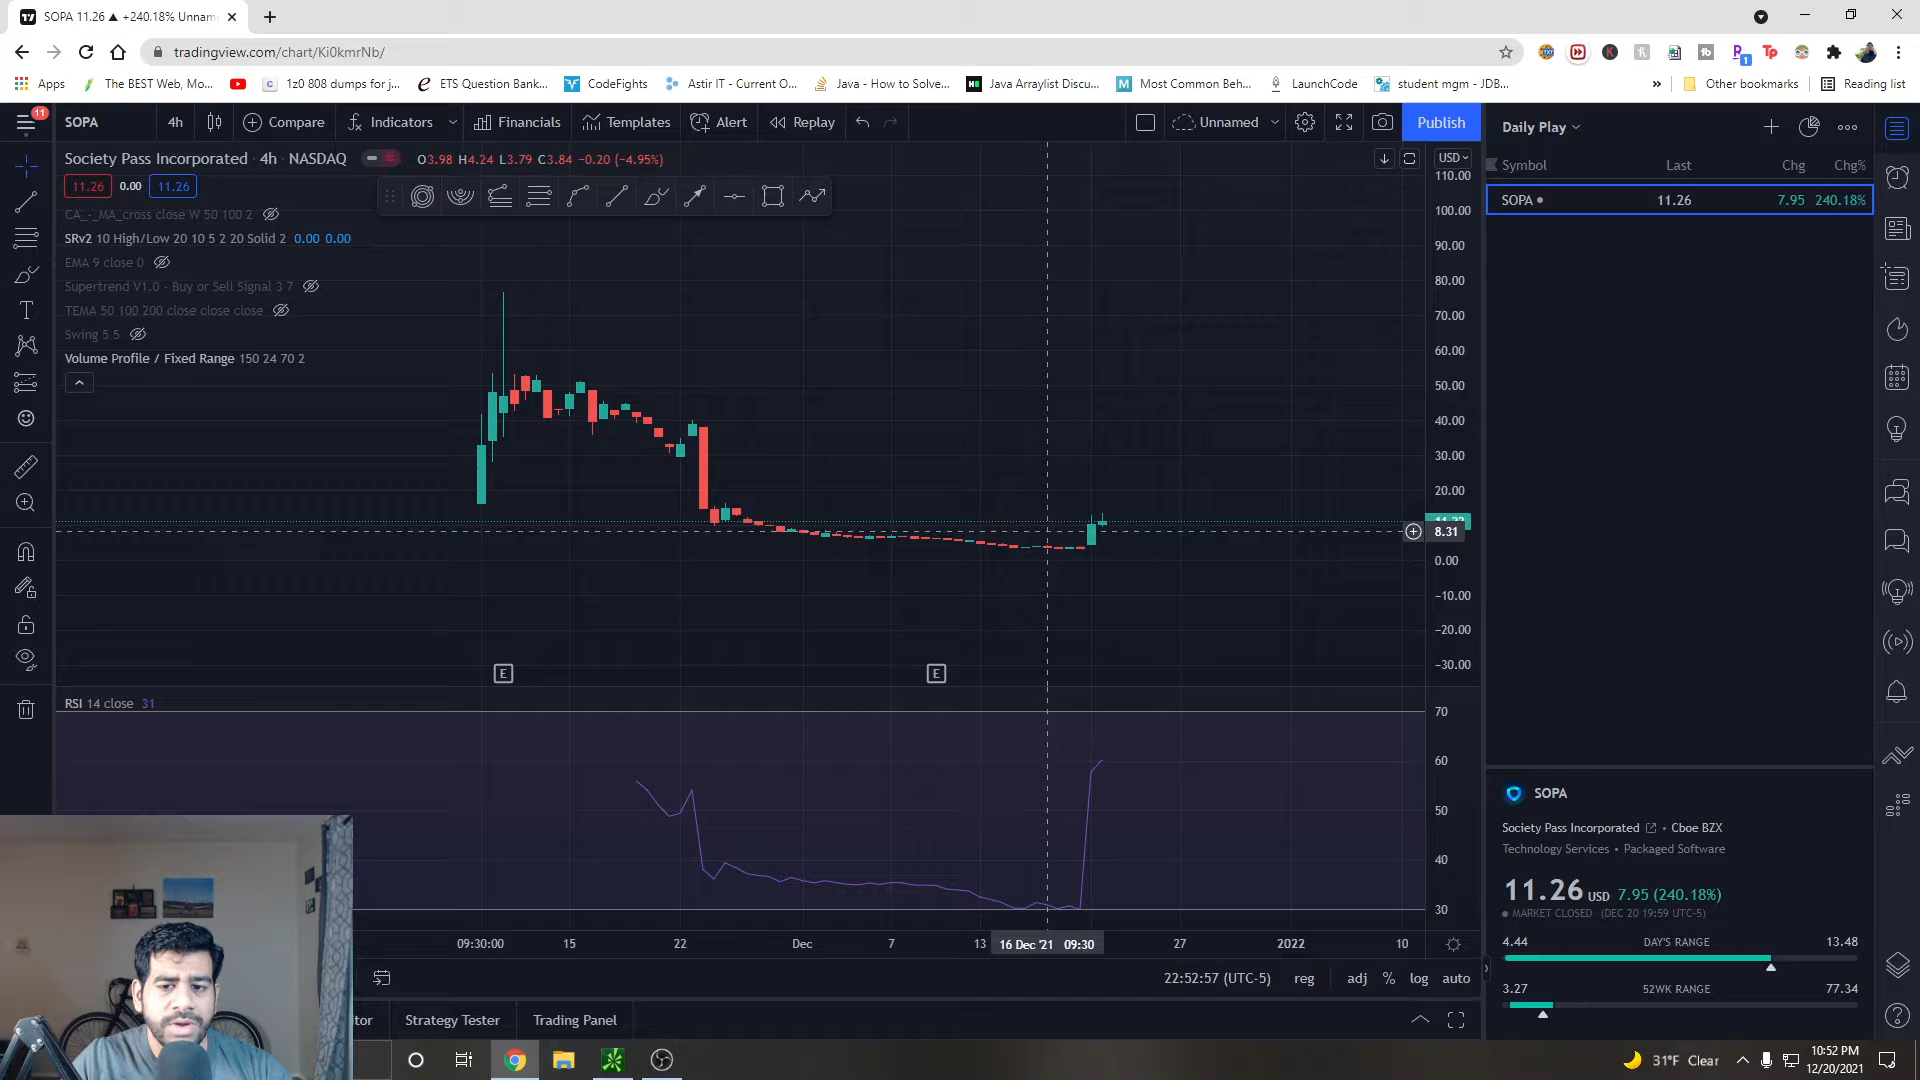 SOPA 11.26 ▲ +240.18% Unnam
tradingview.com/chart/Ki0kmrNb/
Apps The BEST Web, Mo... 1z0 808 dumps for j... ETS Question Bank... CodeFights Astir IT - Current O... Java - How to Solve... Java Arraylist Discu... Most Common Beh... LaunchCode student mgm - JDB... » Other bookmarks Reading list
11
SOPA 4h Compare Indicators Financials Templates Alert Replay Unnamed Publish
Daily Play
Society Pass Incorporated · 4h · NASDAQ O3.98 H4.24 L3.79 C3.84 −0.20 (−4.95%)
USD
Symbol Last Chg Chg%
11.26 0.00 11.26
SOPA 11.26 7.95 240.18%
CA_-_MA_cross close W 50 100 2
SRv2 10 High/Low 20 10 5 2 20 Solid 2 0.00 0.00
EMA 9 close 0
Supertrend V1.0 - Buy or Sell Signal 3 7
TEMA 50 100 200 close close close
Swing 5 5
Volume Profile / Fixed Range 150 24 70 2
110.00
100.00
90.00
80.00
70.00
60.00
50.00
40.00
30.00
20.00
8.31
0.00
−10.00
−20.00
−30.00
E E
RSI 14 close 31
70
60
50
40
30
09:30:00 15 22 Dec 7 13 16 Dec '21 09:30 27 2022 10
22:52:57 (UTC-5) reg adj % log auto
tor Strategy Tester Trading Panel
SOPA
Society Pass Incorporated • Cboe BZX
Technology Services • Packaged Software
11.26 USD 7.95 (240.18%)
MARKET CLOSED (DEC 20 19:59 UTC-5)
4.44 DAY'S RANGE 13.48
3.27 52WK RANGE 77.34
31°F Clear
10:52 PM
12/20/2021